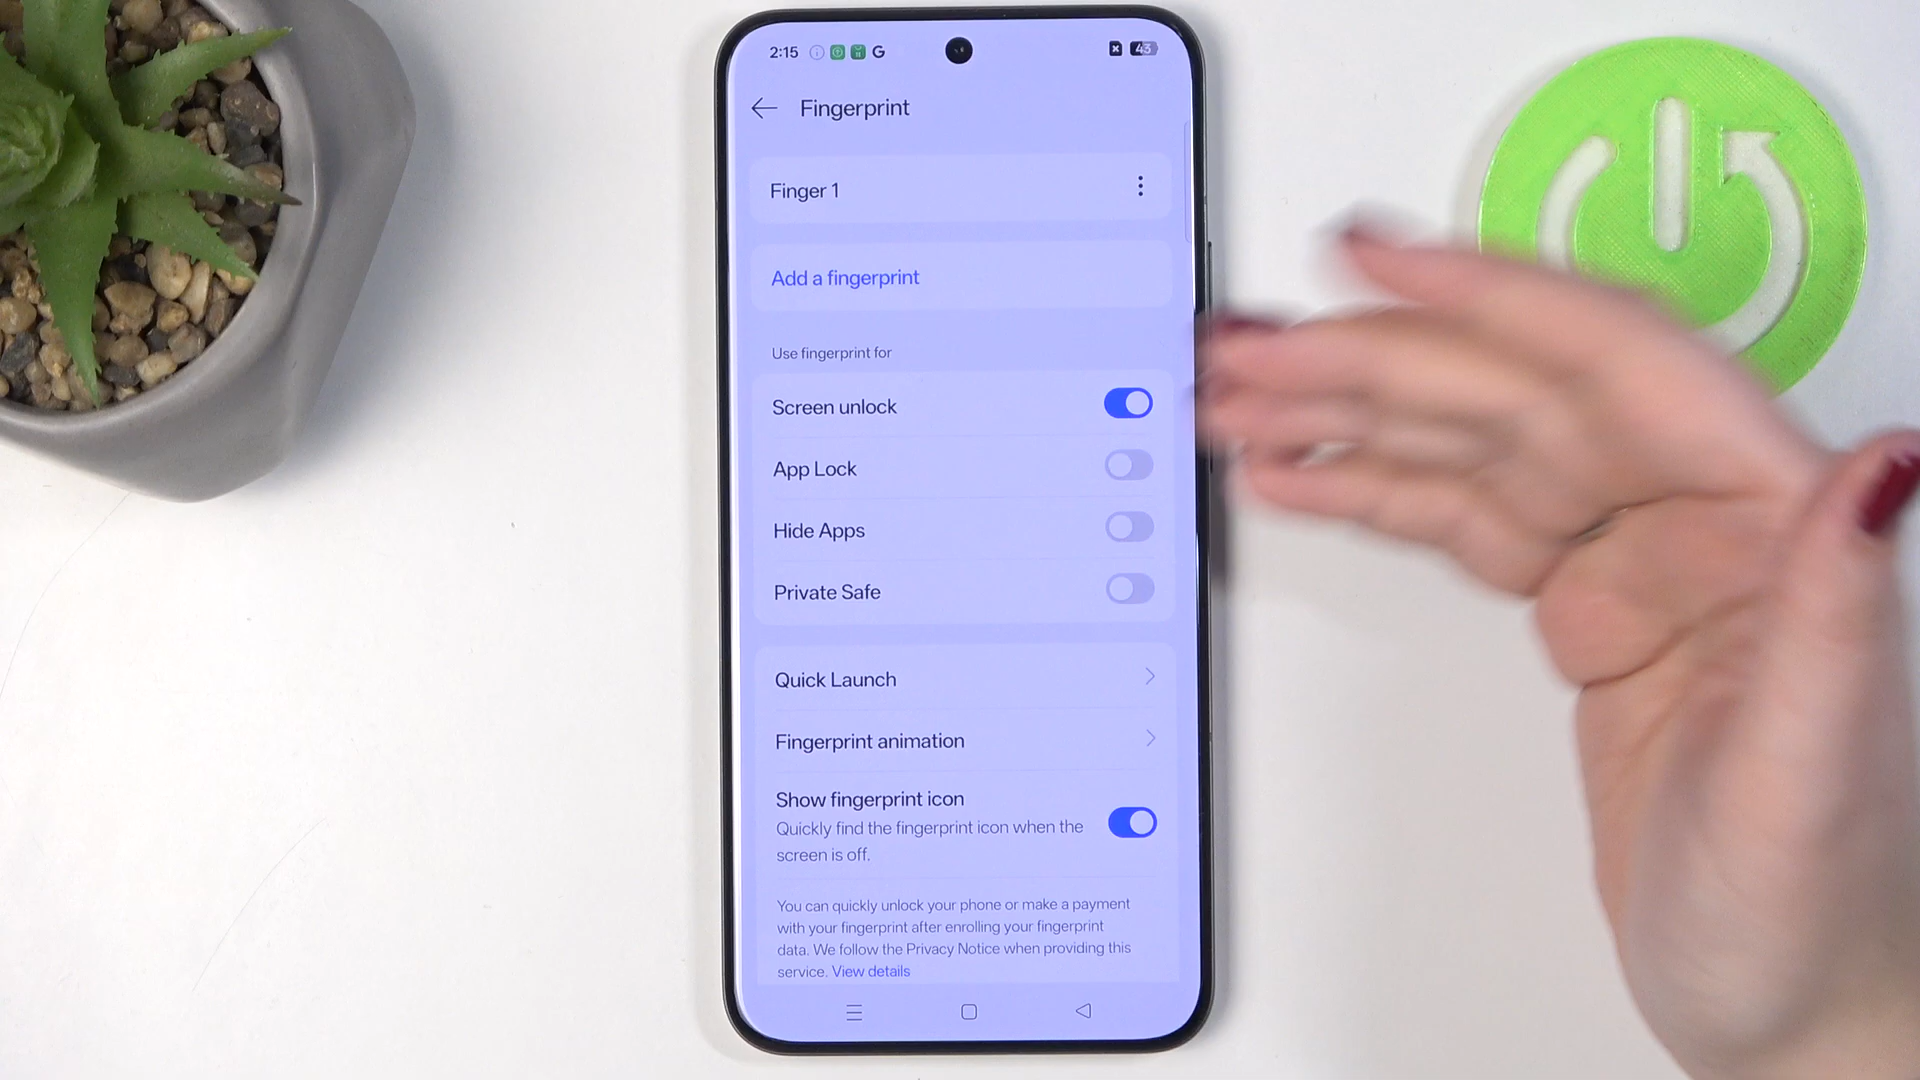 2:15 G 43
Fingerprint
Finger 1
Add a fingerprint
Use fingerprint for
Screen unlock
App Lock
Hide Apps
Private Safe
Quick Launch
Fingerprint animation
Show fingerprint icon
Quickly find the fingerprint icon when the
screen is off.
You can quickly unlock your phone or make a payment
with your fingerprint after enrolling your fingerprint
data. We follow the Privacy Notice when providing this
service. View details